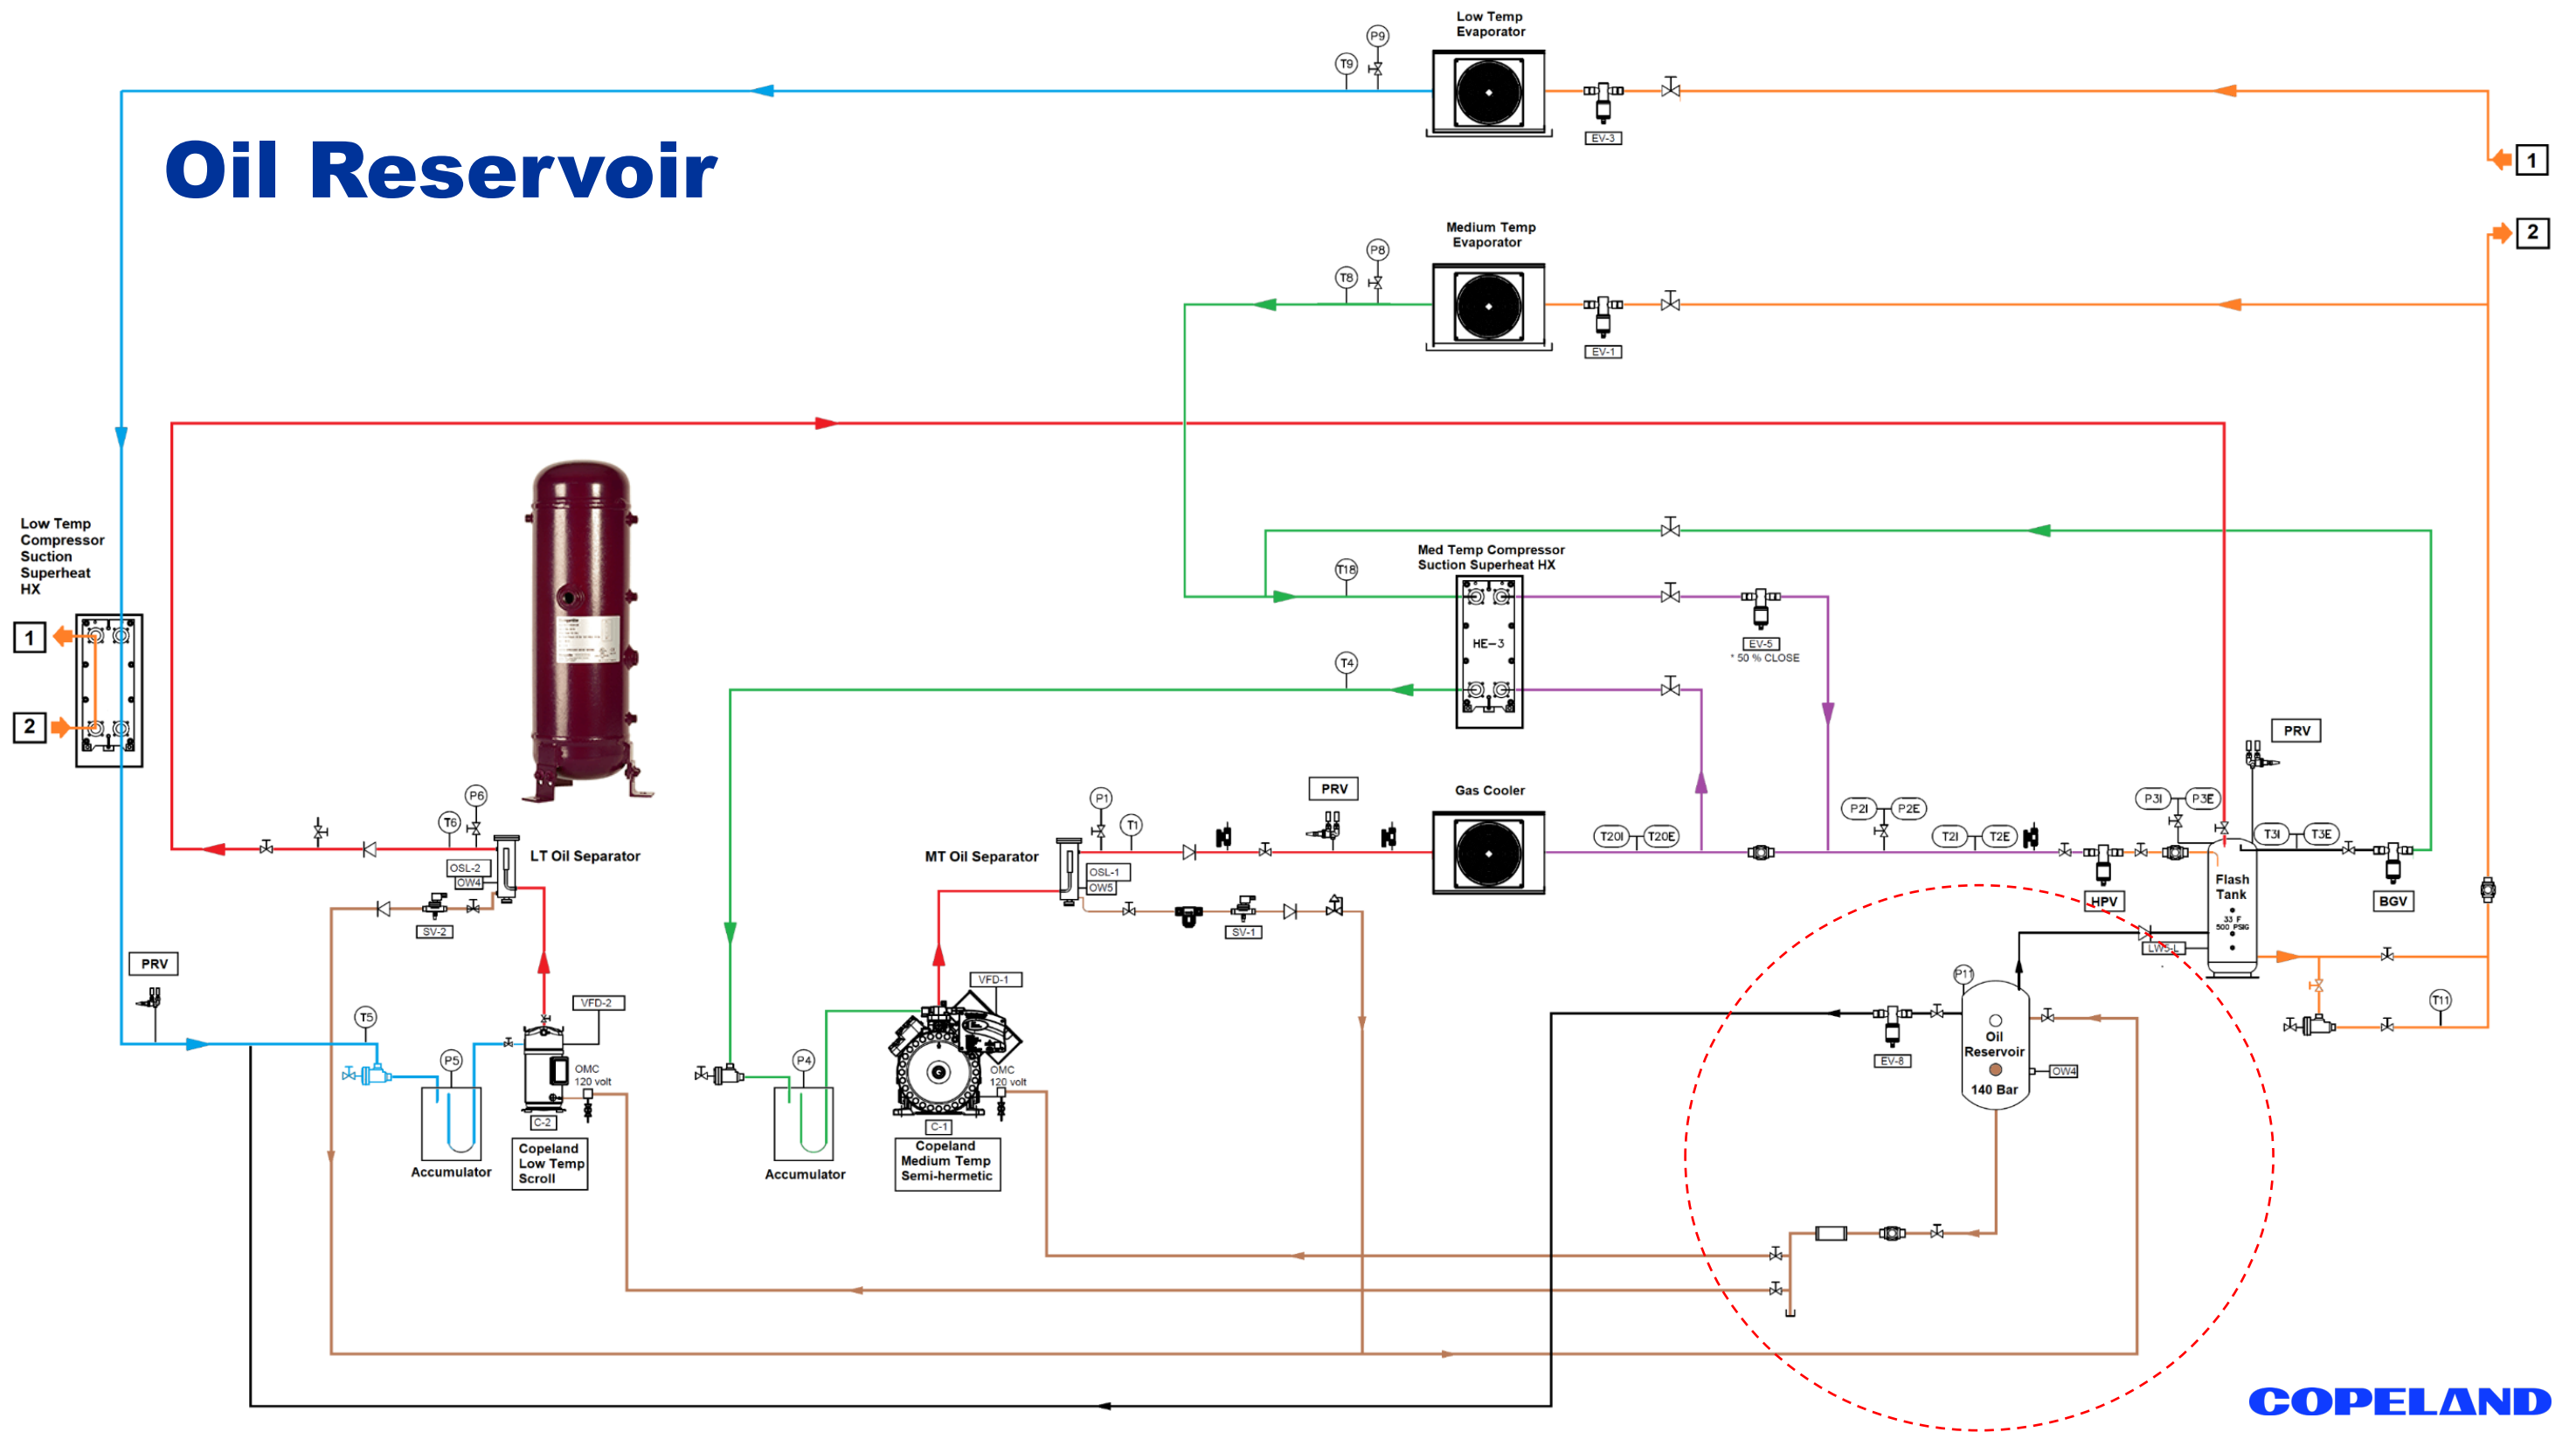 Low Temp
Evaporator
P9
T9
EV-3
1
Oil Reservoir
2
Medium Temp
Evaporator
P8
T8
EV-1
Low Temp
Compressor
Suction
Superheat
HX
1
2
Med Temp Compressor
Suction Superheat HX
T18
HE-3
EV-5
* 50 % CLOSE
T4
PRV
P6
T6
LT Oil Separator
OSL-2
OW4
SV-2
P1
T1
MT Oil Separator
OSL-1
OW5
SV-1
PRV
Gas Cooler
T20I
T20E
P2I
P2E
T2I
T2E
P3I
P3E
T3I
T3E
HPV
BGV
Flash
Tank
33 F
500 PSIG
LW5-L
PRV
T5
P5
VFD-2
OMC
120 volt
C-2
Accumulator
Copeland
Low Temp
Scroll
P4
VFD-1
OMC
120 volt
C-1
Accumulator
Copeland
Medium Temp
Semi-hermetic
P11
EV-8
Oil
Reservoir
140 Bar
OW4
T11
COPELAND